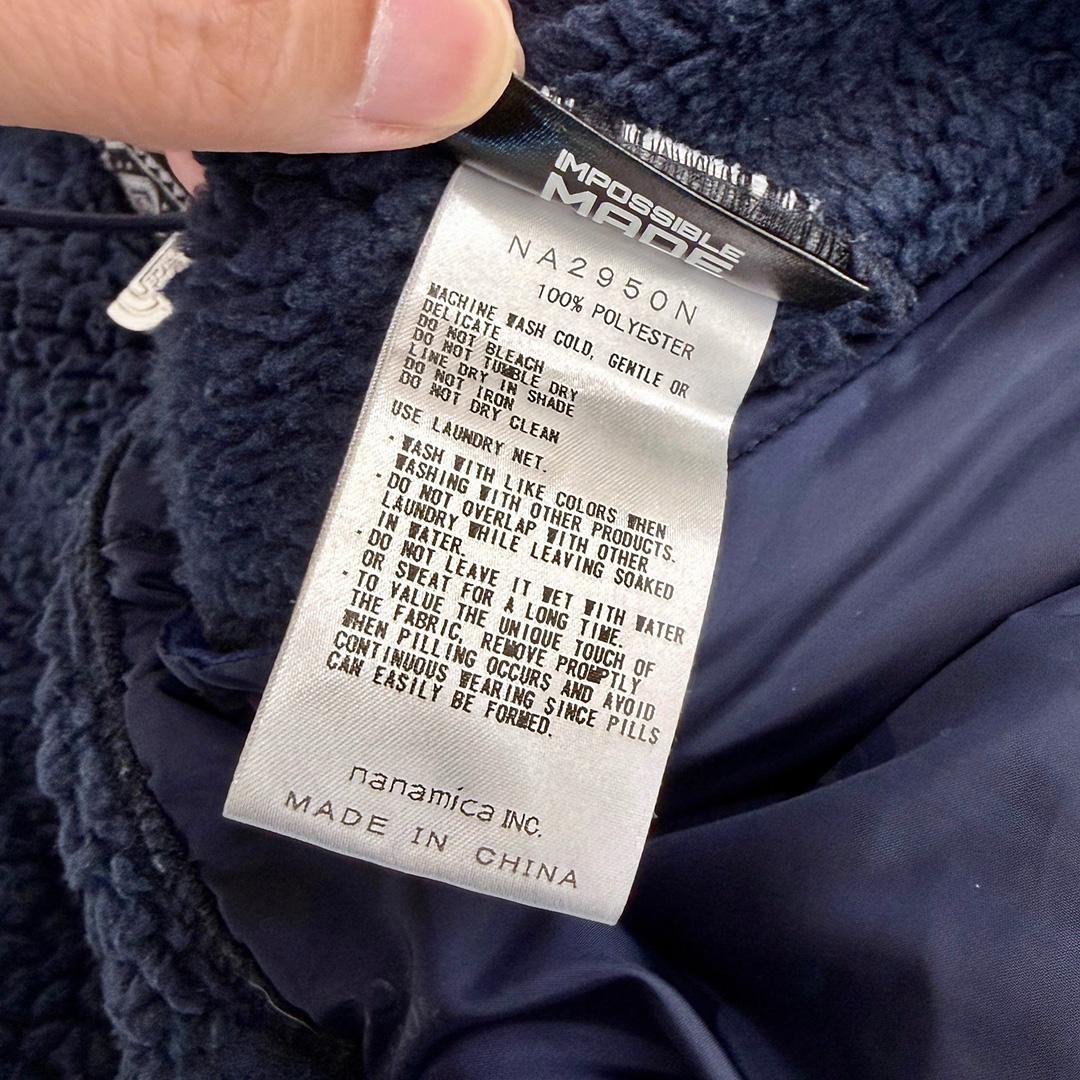 IMPOSSIBLE
MADE
NA2950N
100% POLYESTER
MACHINE WASH COLD, GENTLE OR
DELICATE
DO NOT BLEACH
DO NOT TUMBLE DRY
LINE DRY IN SHADE
DO NOT IRON
DO NOT DRY CLEAN
USE LAUNDRY NET.
・WASH WITH LIKE COLORS WHEN
WASHING WITH OTHER PRODUCTS.
・DO NOT OVERLAP WITH OTHER
LAUNDRY WHILE LEAVING SOAKED
IN WATER.
・DO NOT LEAVE IT WET WITH WATER
OR SWEAT FOR A LONG TIME.
・TO VALUE THE UNIQUE TOUCH OF
THE FABRIC, REMOVE PROMPTLY
WHEN PILLING OCCURS AND AVOID
CONTINUOUS WEARING SINCE PILLS
CAN EASILY BE FORMED.
nanamica INC.
MADE IN CHINA